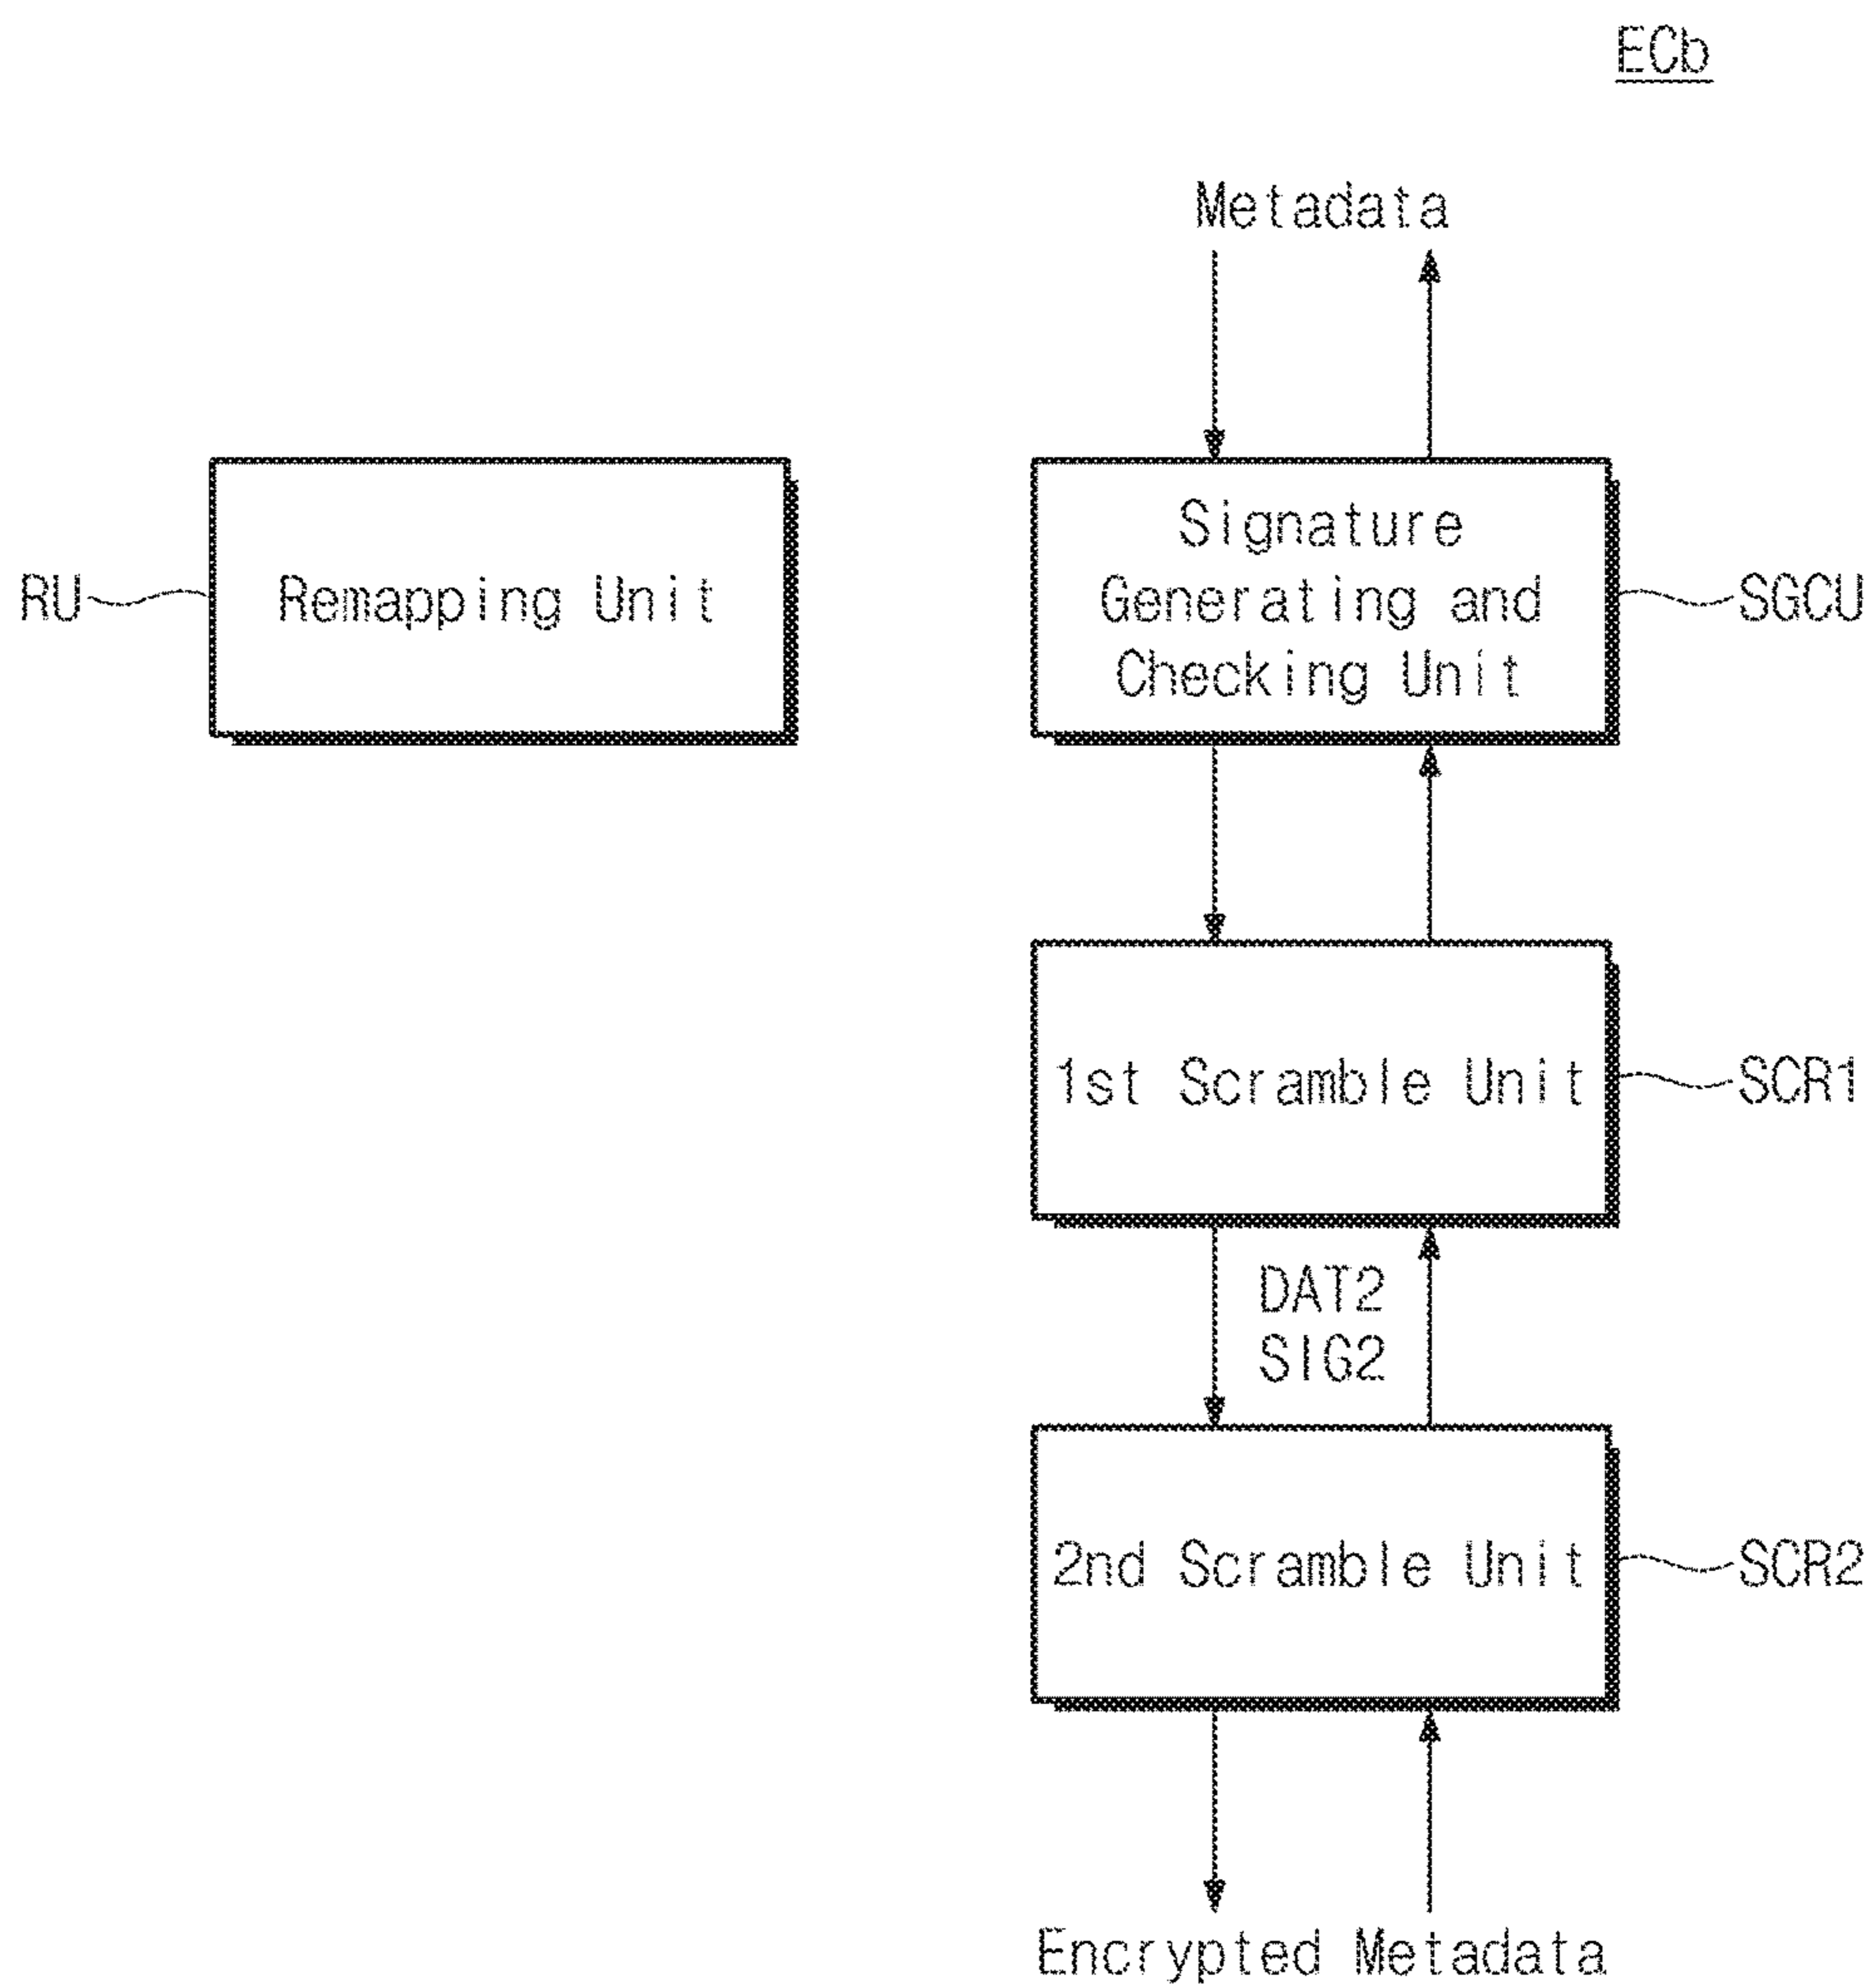 ECb
Metadata
RU
Remapping Unit
Signature
Generating and
Checking Unit
SGCU
1st Scramble Unit
SCR1
DAT2
SIG2
2nd Scramble Unit
SCR2
Encrypted Metadata